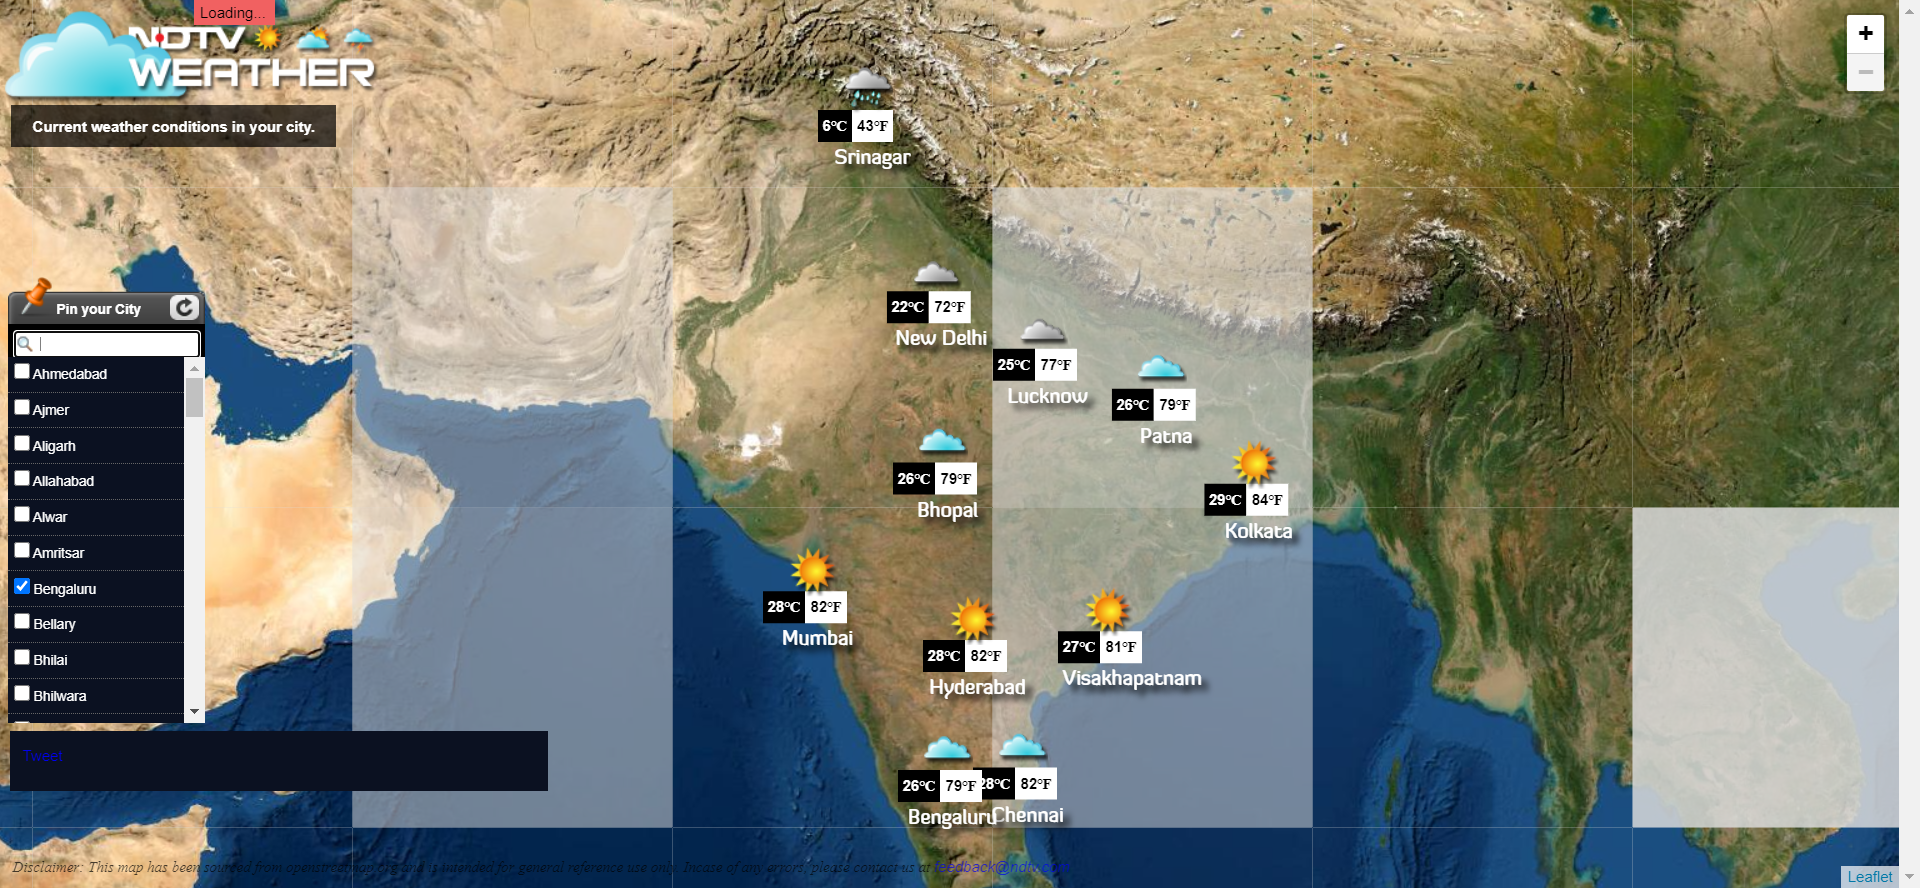 Loading...
NDTV
WEATHER
Current weather conditions in your city.
+
−
6°C 43°F
Srinagar
22°C 72°F
New Delhi
25°C 77°F
Lucknow
26°C 79°F
Patna
26°C 79°F
Bhopal
29°C 84°F
Kolkata
28°C 82°F
Mumbai
28°C 82°F
Hyderabad
27°C 81°F
Visakhapatnam
26°C 79°F
Bengaluru
28°C 82°F
Chennai
Pin your City
Ahmedabad
Ajmer
Aligarh
Allahabad
Alwar
Amritsar
Bengaluru
Bellary
Bhilai
Bhilwara
Tweet
Disclaimer: This map has been sourced from openstreetmap.org and is intended for general reference use only. Incase of any errors, please contact us at feedback@ndtv.com
Leaflet